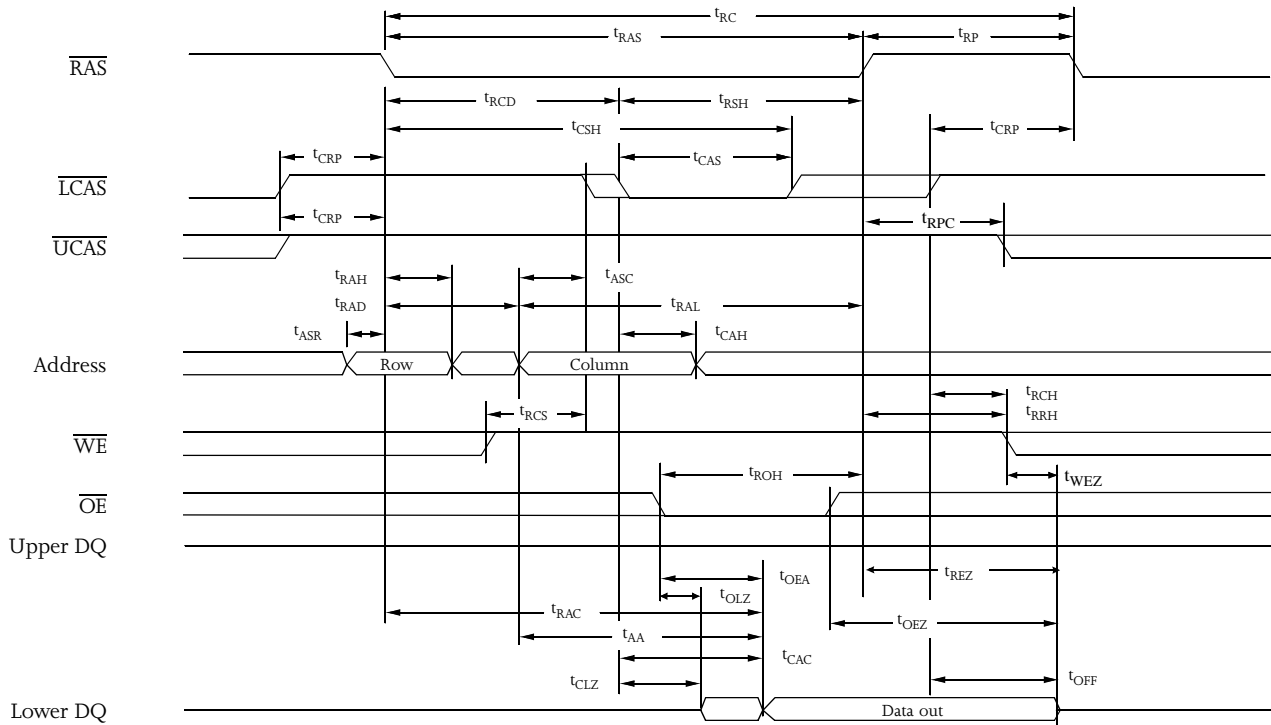 tRC
tRAS tRP
RAS
tRCD tRSH
tCSH tCRP
tCRP tCAS
LCAS
tCRP tRPC
UCAS
tRAH tASC
tRAD tRAL
tASR tCAH
Address Row Column
tRCH
tRCS tRRH
WE
tROH tWEZ
OE
Upper DQ
tOEA tREZ
tOLZ
tRAC tOEZ
tAA
tCAC
tCLZ tOFF
Lower DQ Data out